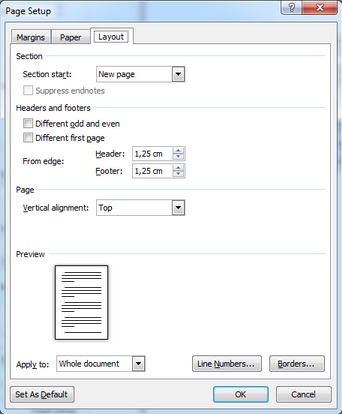 Page Setup
Margins Paper Layout
Section
Section start: New page
Suppress endnotes
Headers and footers
Different odd and even
Different first page
From edge: Header: 1,25 cm
Footer: 1,25 cm
Page
Vertical alignment: Top
Preview
Apply to: Whole document Line Numbers... Borders...
Set As Default OK Cancel